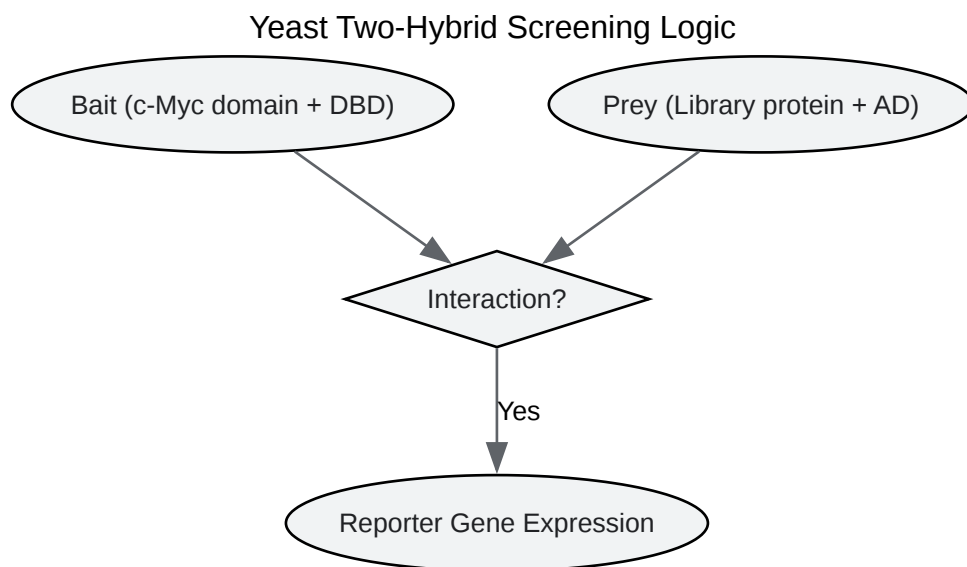 Yeast Two-Hybrid Screening Logic
Bait (c-Myc domain + DBD)
Prey (Library protein + AD)
Interaction?
Yes
Reporter Gene Expression